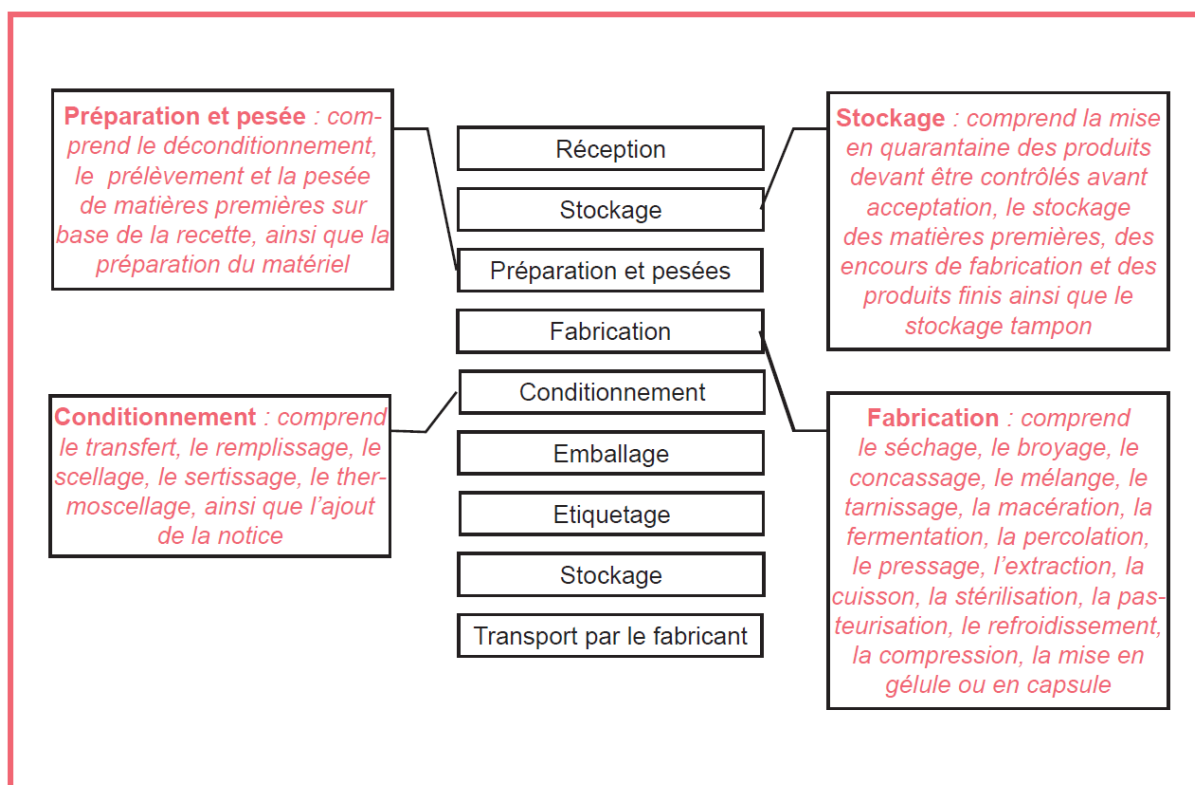 Préparation et pesée : com-
prend le déconditionnement,
le prélèvement et la pesée
de matières premières sur
base de la recette, ainsi que la
préparation du matériel
Conditionnement : comprend
le transfert, le remplissage, le
scellage, le sertissage, le ther-
moscellage, ainsi que l’ajout
de la notice
Réception
Stockage
Préparation et pesées
Fabrication
Conditionnement
Emballage
Etiquetage
Stockage
Transport par le fabricant
Stockage : comprend la mise
en quarantaine des produits
devant être contrôlés avant
acceptation, le stockage
des matières premières, des
encours de fabrication et des
produits finis ainsi que le
stockage tampon
Fabrication : comprend
le séchage, le broyage, le
concassage, le mélange, le
tarnissage, la macération, la
fermentation, la percolation,
le pressage, l’extraction, la
cuisson, la stérilisation, la pas-
teurisation, le refroidissement,
la compression, la mise en
gélule ou en capsule